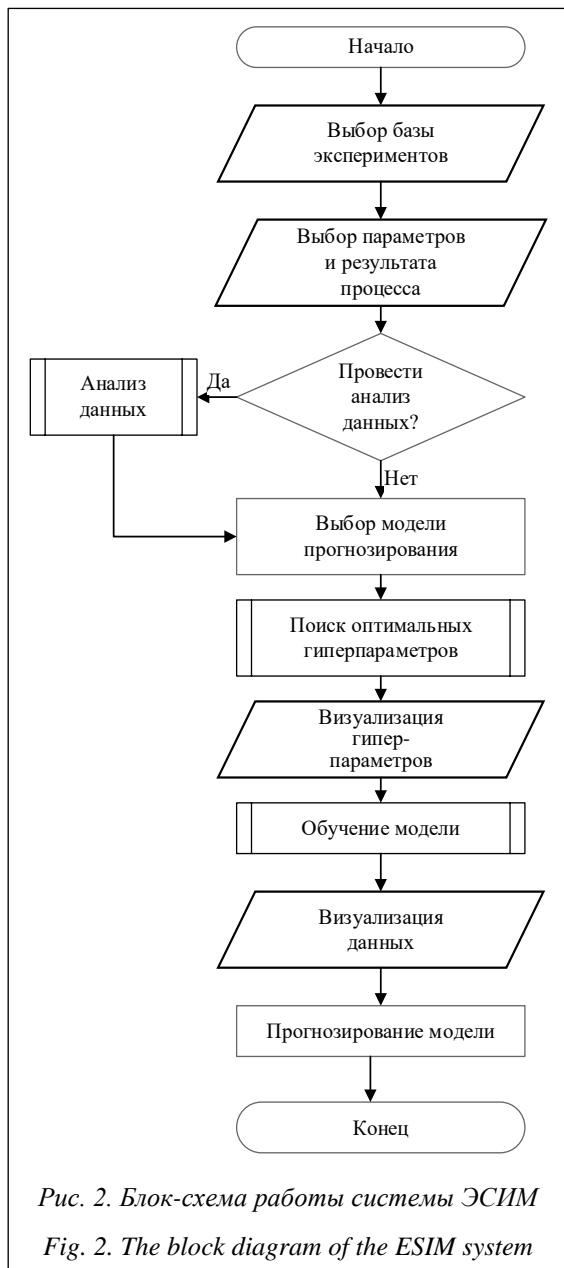 Начало
Выбор базы
экспериментов
Выбор параметров
и результата
процесса
Провести
анализ
данных?
Да
Анализ
данных
Нет
Выбор модели
прогнозирования
Поиск оптимальных
гиперпараметров
Визуализация
гипер-
параметров
Обучение модели
Визуализация
данных
Прогнозирование модели
Конец
Рис. 2. Блок-схема работы системы ЭСИМ
Fig. 2. The block diagram of the ESIM system